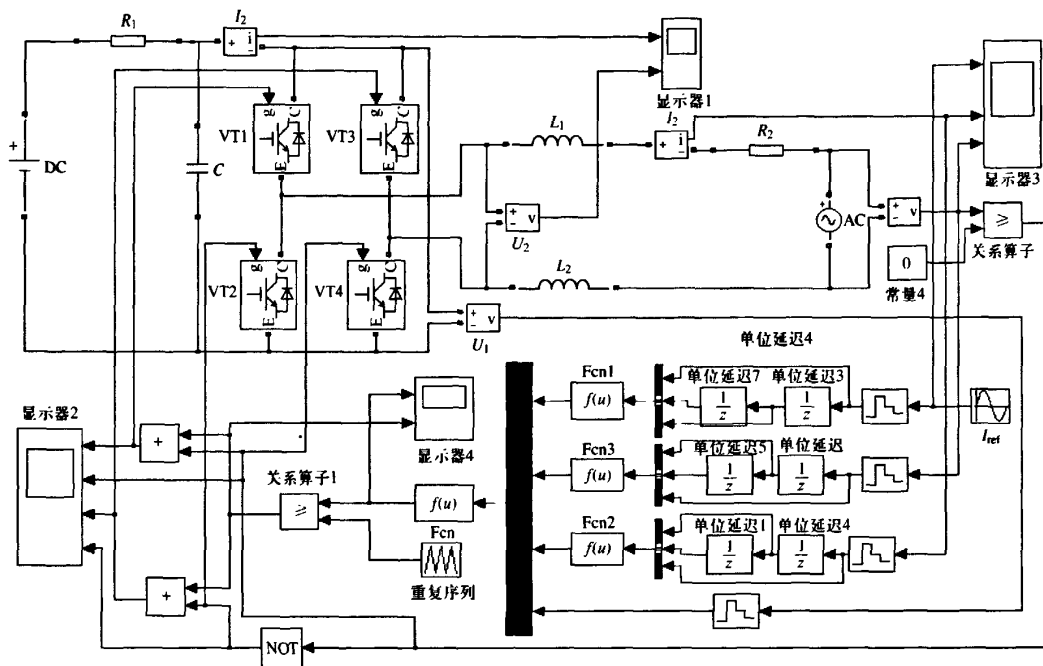 R1
I2
i
+
−
显示器1
显示器3
DC
+
C
g
C
VT1
E
g
C
VT3
E
L1
I2
+
−
i
R2
+
−
v
U2
+
AC
+
−
v
≥
关系算子
0
常量4
g
C
VT2
E
g
C
VT4
E
L2
+
−
v
U1
单位延迟4
显示器2
+
显示器4
关系算子1
≥
f(u)
Fcn
重复序列
+
NOT
Fcn1
f(u)
单位延迟7
1/z
单位延迟3
1/z
Iref
Fcn3
f(u)
单位延迟5
1/z
单位延迟
1/z
Fcn2
f(u)
单位延迟1
1/z
单位延迟4
1/z